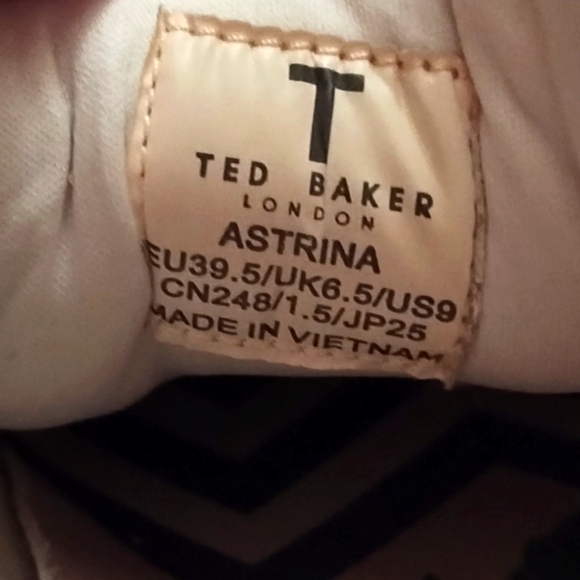 T
TED BAKER
LONDON
ASTRINA
EU39.5/UK6.5/US9
CN248/1.5/JP25
MADE IN VIETNAM